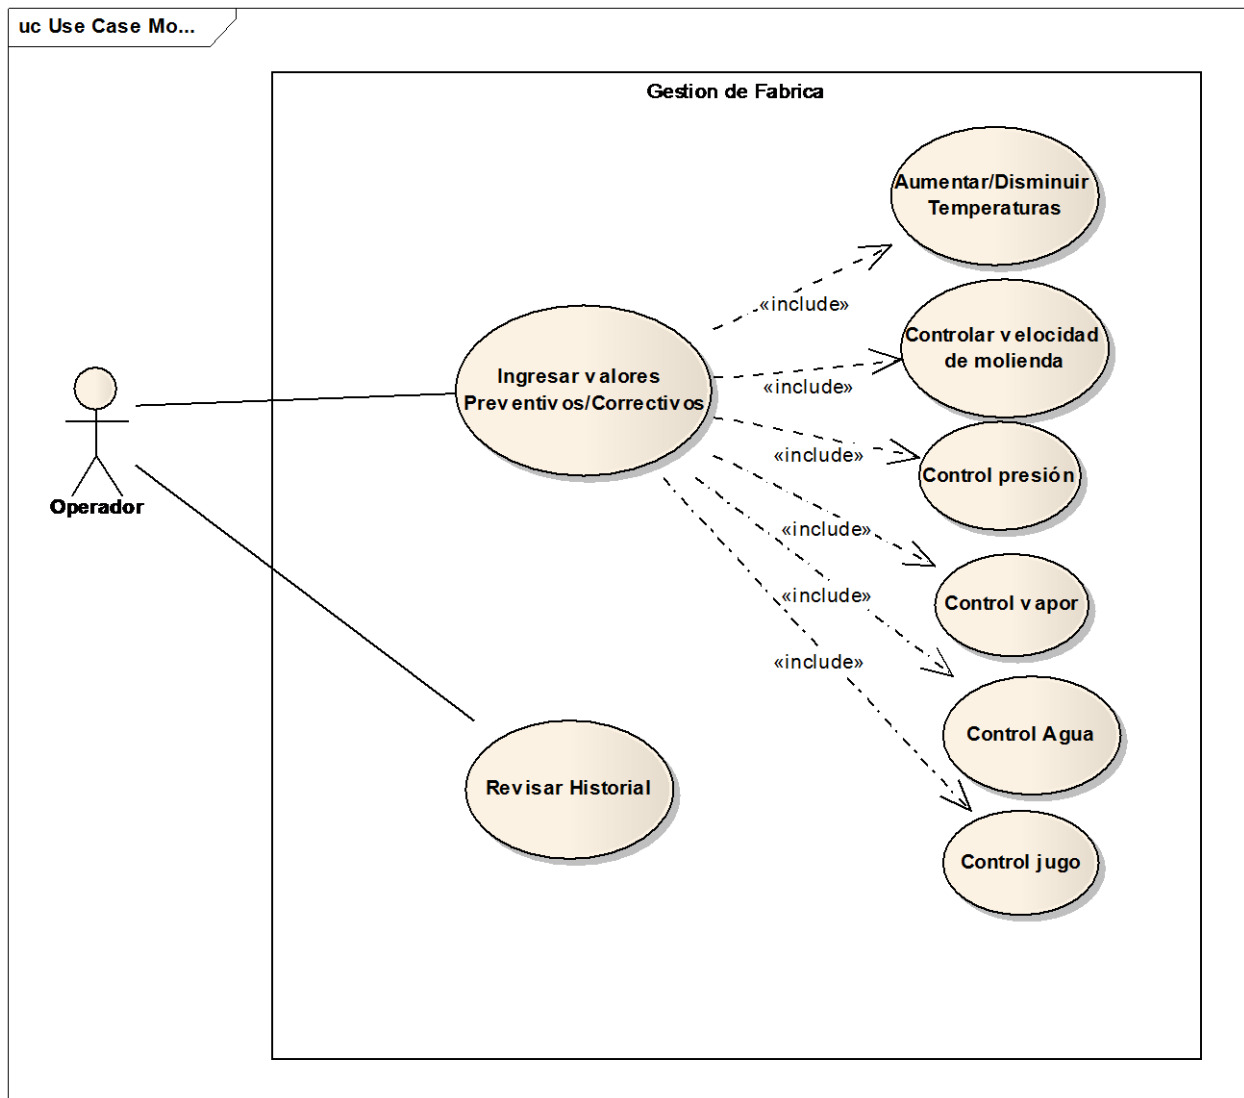 uc Use Case Mo...
Gestion de Fabrica
Aumentar/Disminuir
Temperaturas
«include»
Controlar velocidad
de molienda
«include»
Ingresar valores
Preventivos/Correctivos
«include»
Control presión
Operador
«include»
«include»
Control vapor
«include»
Control Agua
Revisar Historial
Control jugo